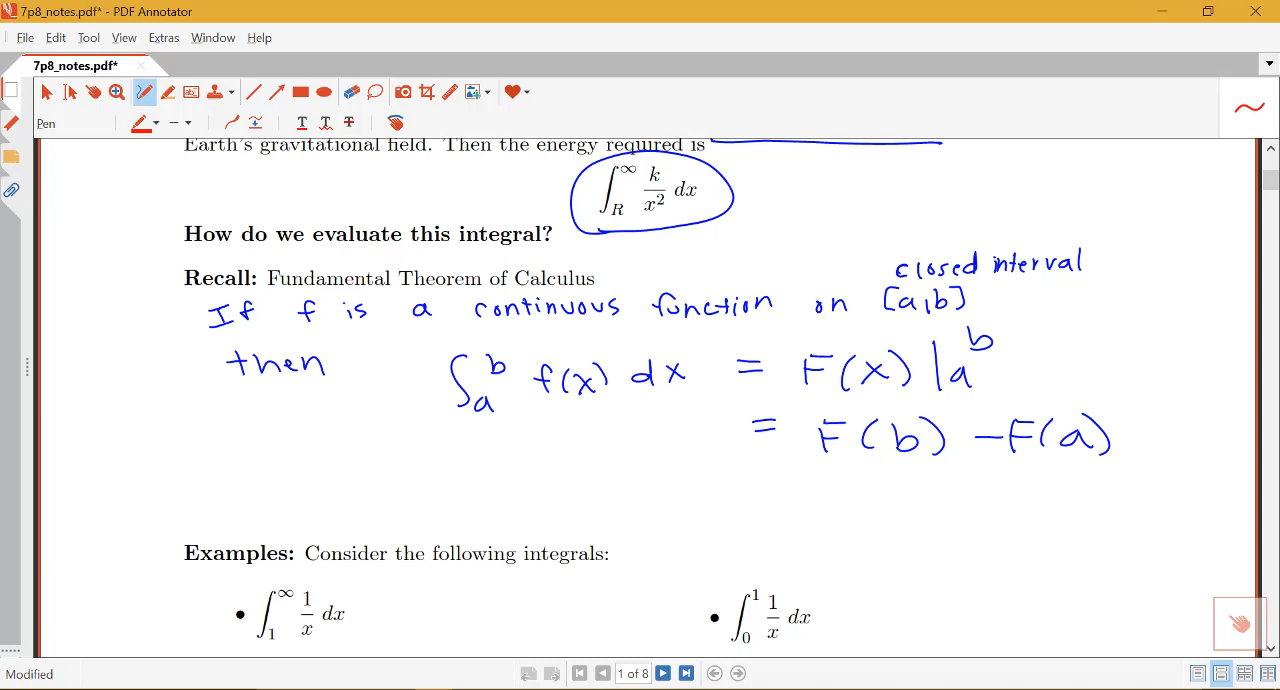 7p8_notes.pdf* - PDF Annotator
File Edit Tool View Extras Window Help
7p8_notes.pdf*
Pen
Earth's gravitational field. Then the energy required is
∫_R^∞ k/x² dx
How do we evaluate this integral?
Recall: Fundamental Theorem of Calculus
closed interval
If f is a continuous function on [a,b]
then ∫_a^b f(x) dx = F(x) |_a^b
= F(b) - F(a)
Examples: Consider the following integrals:
• ∫_1^∞ 1/x dx • ∫_0^1 1/x dx
Modified 1 of 8